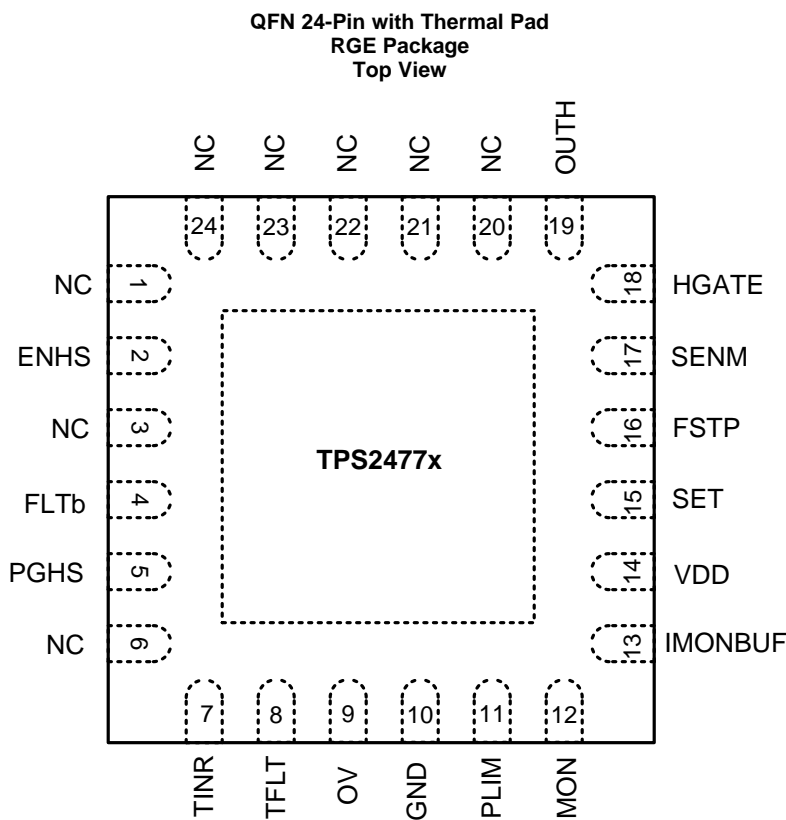 QFN 24-Pin with Thermal Pad
RGE Package
Top View
NC NC NC NC NC OUTH
24 23 22 21 20 19
NC 1 18 HGATE
ENHS 2 17 SENM
NC 3 16 FSTP
TPS2477x
FLTb 4 15 SET
PGHS 5 14 VDD
NC 6 13 IMONBUF
7 8 9 10 11 12
TINR TFLT OV GND PLIM MON